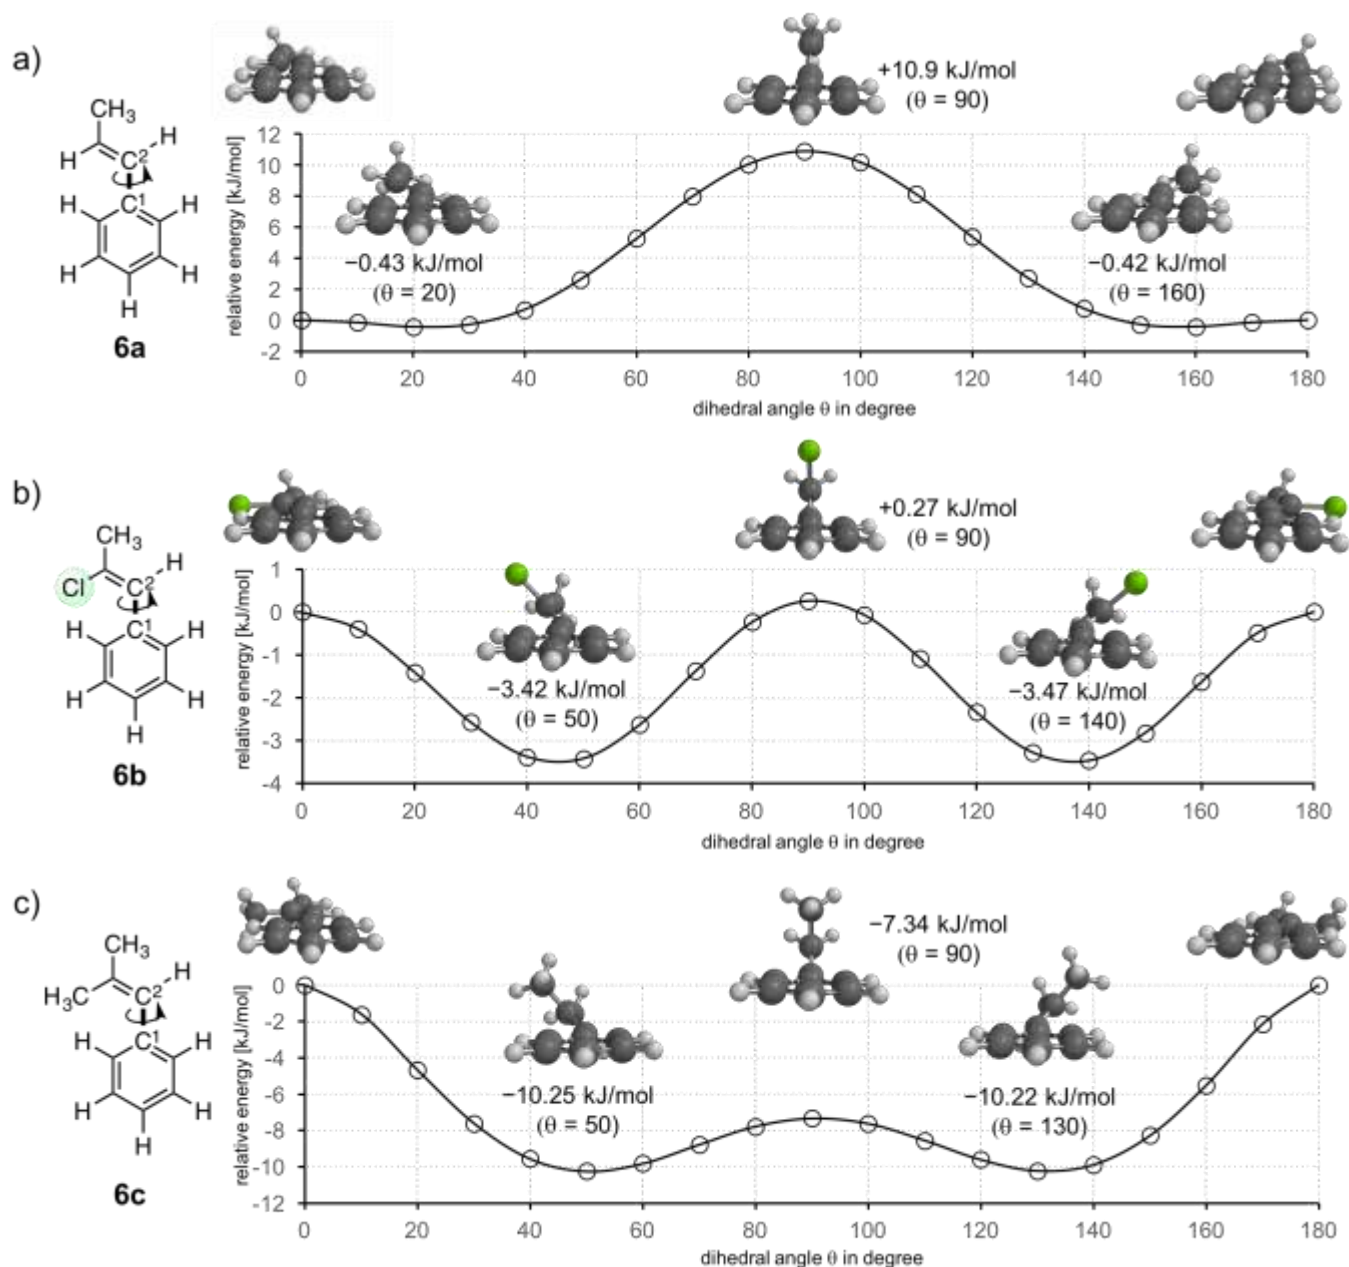 a)
CH₃
H
H
C²
C¹
H
H
H
H
H
6a
+10.9 kJ/mol
(θ = 90)
−0.43 kJ/mol
(θ = 20)
−0.42 kJ/mol
(θ = 160)
relative energy [kJ/mol]
12
10
8
6
4
2
0
-2
0 20 40 60 80 100 120 140 160 180
dihedral angle θ in degree
b)
CH₃
H
Cl
C²
C¹
H
H
H
H
H
6b
+0.27 kJ/mol
(θ = 90)
−3.42 kJ/mol
(θ = 50)
−3.47 kJ/mol
(θ = 140)
relative energy [kJ/mol]
1
0
-1
-2
-3
-4
0 20 40 60 80 100 120 140 160 180
dihedral angle θ in degree
c)
CH₃
H
H₃C
C²
C¹
H
H
H
H
H
6c
−7.34 kJ/mol
(θ = 90)
−10.25 kJ/mol
(θ = 50)
−10.22 kJ/mol
(θ = 130)
relative energy [kJ/mol]
0
-2
-4
-6
-8
-10
-12
0 20 40 60 80 100 120 140 160 180
dihedral angle θ in degree